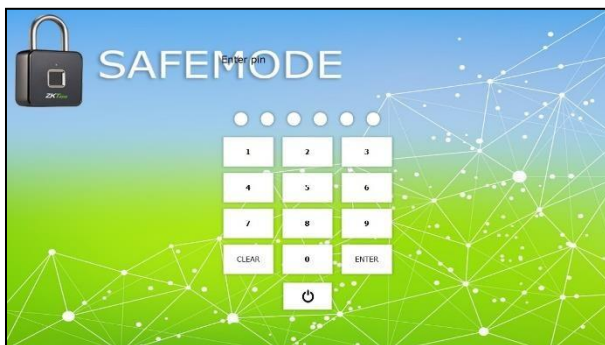 SAFEMODE
Enter pin
1 2 3
4 5 6
7 8 9
CLEAR 0 ENTER
ZKTeco